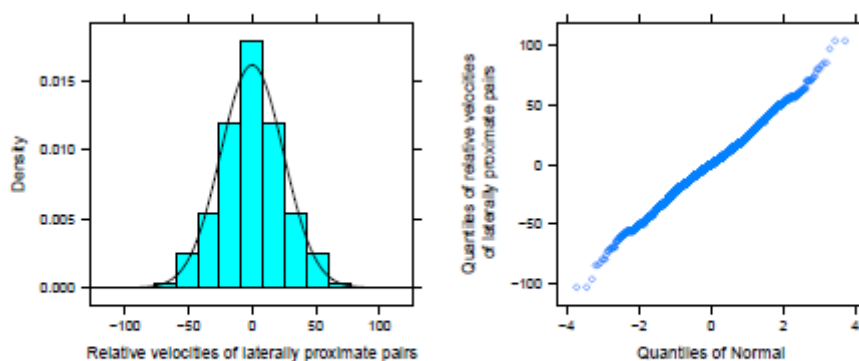 0.015
0.010
0.005
0.000
Density
−100 −50 0 50 100
Relative velocities of laterally proximate pairs
100
50
0
−50
−100
Quantiles of relative velocities
of laterally proximate pairs
−4 −2 0 2 4
Quantiles of Normal